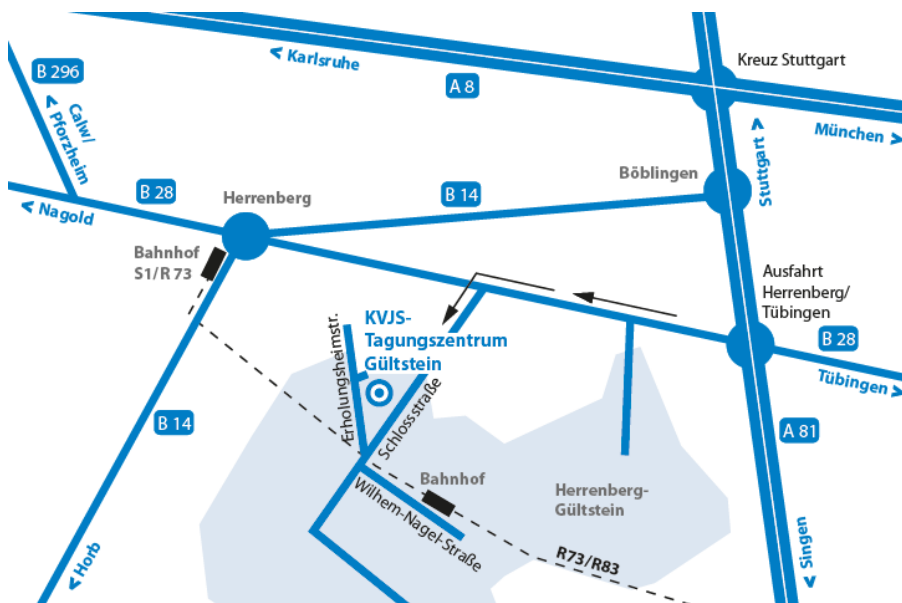 B 296
< Karlsruhe
A 8
Kreuz Stuttgart
München >
Calw/
< Pforzheim
Stuttgart >
Böblingen
B 28
Herrenberg
B 14
< Nagold
Bahnhof
S1/R 73
Ausfahrt
Herrenberg/
Tübingen
B 28
Tübingen >
KVJS-
Tagungszentrum
Gültstein
Erholungsheimstr.
Schlossstraße
B 14
A 81
Bahnhof
Herrenberg-
Gültstein
Wilhem-Nagel-Straße
R73/R83
< Horb
< Singen